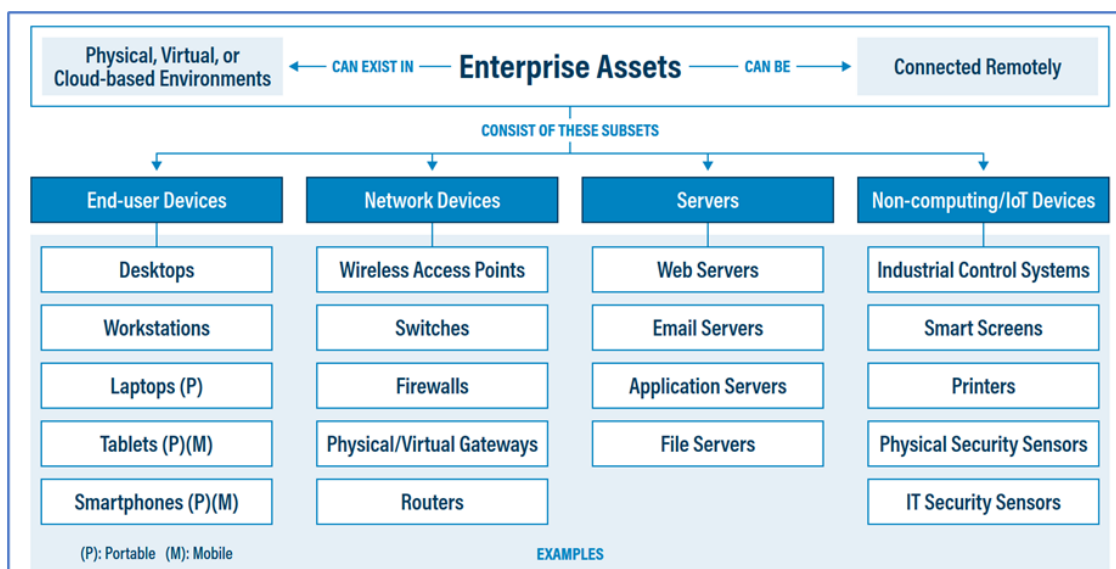 Physical, Virtual, or
Cloud-based Environments
CAN EXIST IN
Enterprise Assets
CAN BE
Connected Remotely
CONSIST OF THESE SUBSETS
End-user Devices
Network Devices
Servers
Non-computing/IoT Devices
Desktops
Wireless Access Points
Web Servers
Industrial Control Systems
Workstations
Switches
Email Servers
Smart Screens
Laptops (P)
Firewalls
Application Servers
Printers
Tablets (P)(M)
Physical/Virtual Gateways
File Servers
Physical Security Sensors
Smartphones (P)(M)
Routers
IT Security Sensors
(P): Portable (M): Mobile
EXAMPLES